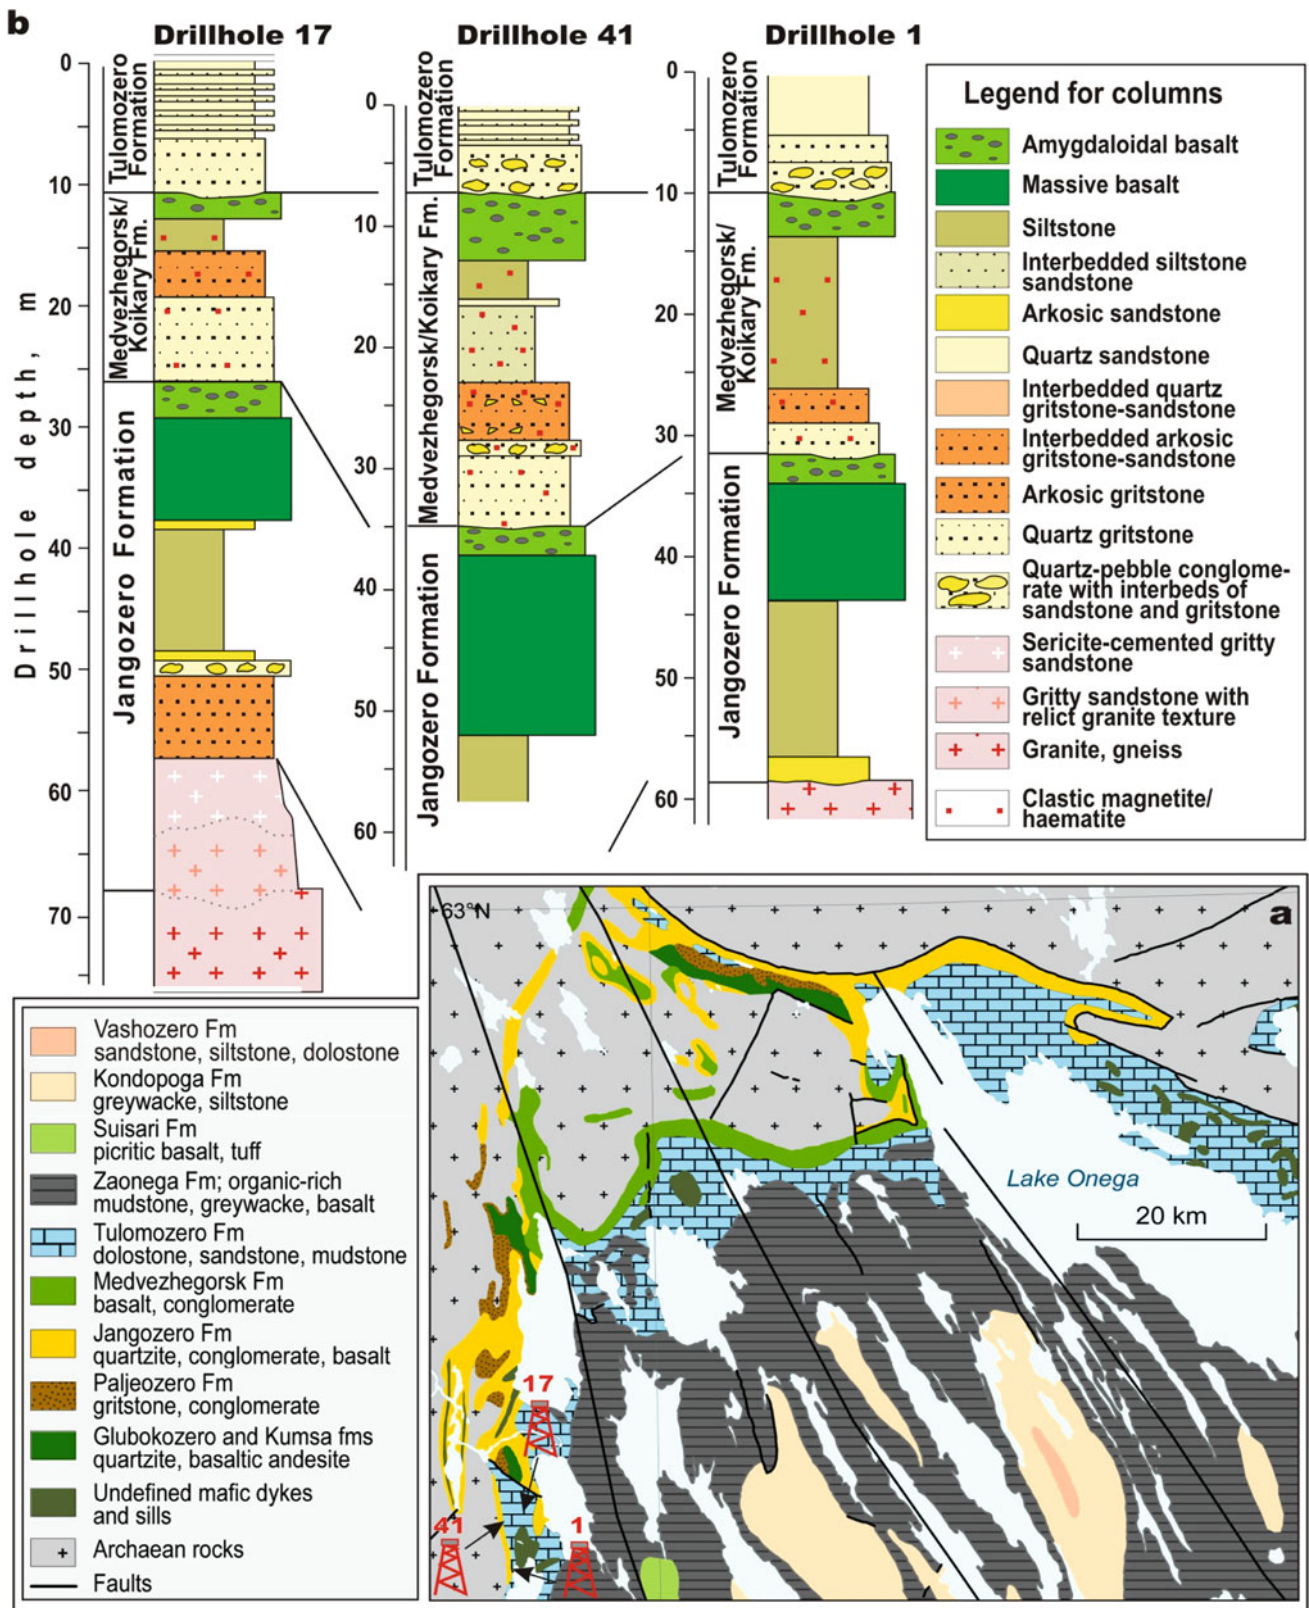 b
Drillhole 17
Drillhole 41
Drillhole 1
Drillhole depth, m
0
10
20
30
40
50
60
70
Tulomozero
Formation
Medvezhegorsk/
Koikary Fm.
Jangozero Formation
0
10
20
30
40
50
60
Tulomozero
Formation
Medvezhegorsk/Koikary Fm.
Jangozero Formation
0
10
20
30
40
50
60
Tulomozero
Formation
Medvezhegorsk/
Koikary Fm.
Jangozero Formation
Legend for columns
Amygdaloidal basalt
Massive basalt
Siltstone
Interbedded siltstone
sandstone
Arkosic sandstone
Quartz sandstone
Interbedded quartz
gritstone-sandstone
Interbedded arkosic
gritstone-sandstone
Arkosic gritstone
Quartz gritstone
Quartz-pebble conglome-
rate with interbeds of
sandstone and gritstone
Sericite-cemented gritty
sandstone
Gritty sandstone with
relict granite texture
Granite, gneiss
Clastic magnetite/
haematite
a
63°N
Lake Onega
20 km
17
41
1
Vashozero Fm
sandstone, siltstone, dolostone
Kondopoga Fm
greywacke, siltstone
Suisari Fm
picritic basalt, tuff
Zaonega Fm; organic-rich
mudstone, greywacke, basalt
Tulomozero Fm
dolostone, sandstone, mudstone
Medvezhegorsk Fm
basalt, conglomerate
Jangozero Fm
quartzite, conglomerate, basalt
Paljeozero Fm
gritstone, conglomerate
Glubokozero and Kumsa fms
quartzite, basaltic andesite
Undefined mafic dykes
and sills
Archaean rocks
Faults